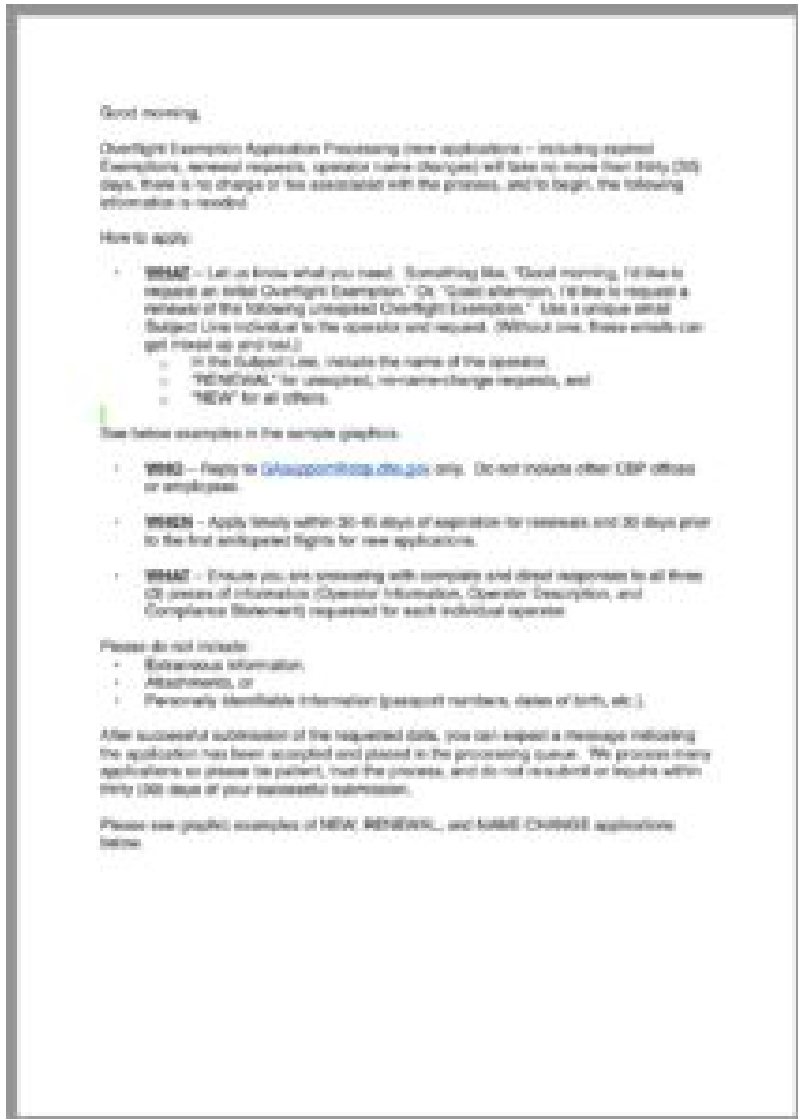 Good morning,
Overflight Exemption Application Processing (new applications – including expired
Exemptions, renewal requests, operator name changes) will take no more than thirty (30)
days, there is no charge or fee associated with the process, and to begin, the following
information is needed.
How to apply:
• WHAT – Let us know what you need. Something like, "Good morning, I'd like to
request an initial Overflight Exemption." Or, "Good afternoon, I'd like to request a
renewal of the following unexpired Overflight Exemption." Use a unique email
Subject Line individual to the operator and request. (Without one, these emails can
get mixed up and lost.)
o In the Subject Line, include the name of the operator,
o "RENEWAL" for unexpired, no-name-change requests, and
o "NEW" for all others.
See below examples in the sample graphics.
• WHO – Reply to GAsupport@cbp.dhs.gov only. Do not include other CBP offices
or employees.
• WHEN – Apply timely within 30-45 days of expiration for renewals and 30 days prior
to the first anticipated flights for new applications.
• WHAT – Ensure you are answering with complete and direct responses to all three
(3) pieces of information (Operator Information, Operator Description, and
Compliance Statement) requested for each individual operator.
Please do not include:
• Extraneous information,
• Attachments, or
• Personally Identifiable Information (passport numbers, dates of birth, etc.).
After successful submission of the requested data, you can expect a message indicating
the application has been accepted and placed in the processing queue. We process many
applications so please be patient, trust the process, and do not re-submit or inquire within
thirty (30) days of your successful submission.
Please see graphic examples of NEW, RENEWAL, and NAME CHANGE applications
below.